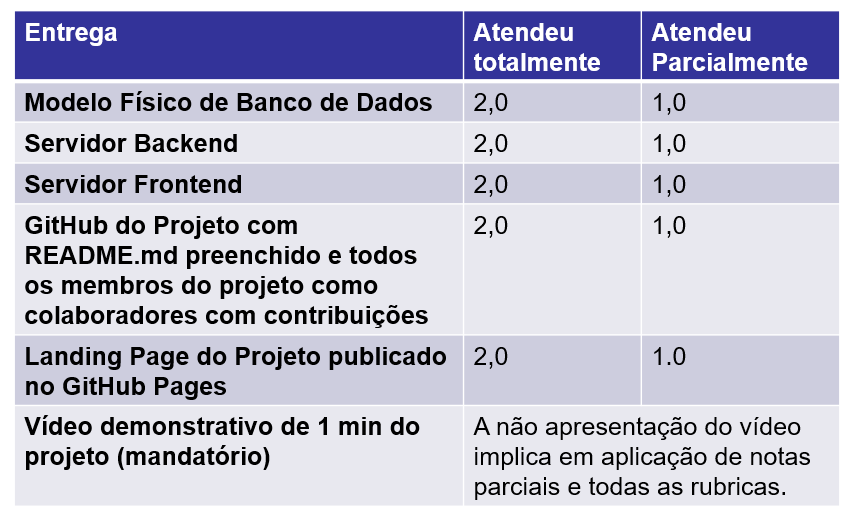 Entrega
Atendeu
totalmente
Atendeu
Parcialmente
Modelo Físico de Banco de Dados
2,0
1,0
Servidor Backend
2,0
1,0
Servidor Frontend
2,0
1,0
GitHub do Projeto com
README.md preenchido e todos
os membros do projeto como
colaboradores com contribuições
2,0
1,0
Landing Page do Projeto publicado
no GitHub Pages
2,0
1.0
Vídeo demonstrativo de 1 min do
projeto (mandatório)
A não apresentação do vídeo
implica em aplicação de notas
parciais e todas as rubricas.